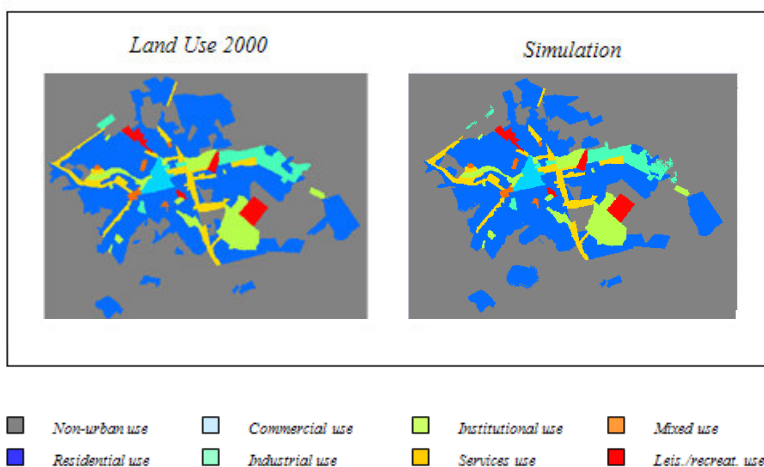 Land Use 2000
Simulation
Non-urban use
Commercial use
Institutional use
Mixed use
Residential use
Industrial use
Services use
Leis./recreat. use